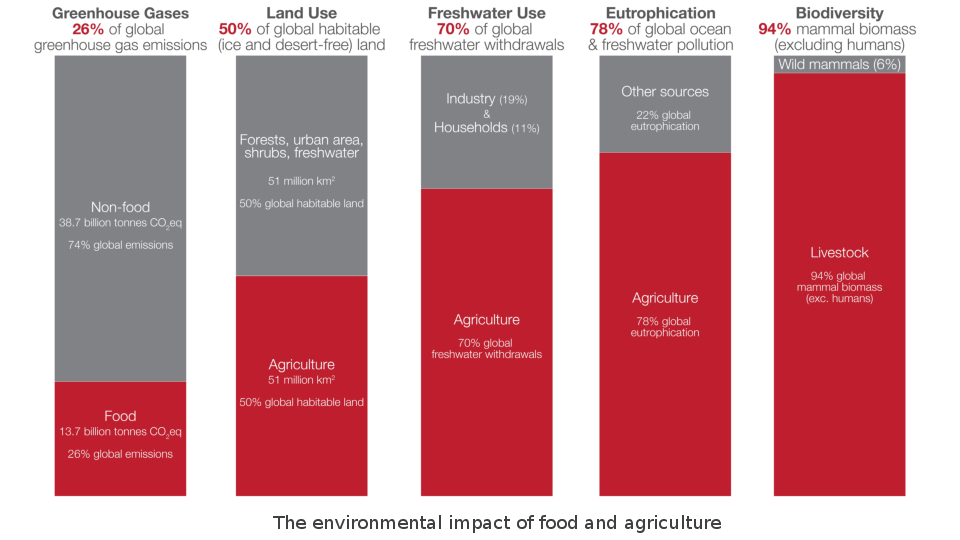 Greenhouse Gases
26% of global
greenhouse gas emissions
Non-food
38.7 billion tonnes CO₂eq
74% global emissions
Food
13.7 billion tonnes CO₂eq
26% global emissions
Land Use
50% of global habitable
(ice and desert-free) land
Forests, urban area,
shrubs, freshwater
51 million km²
50% global habitable land
Agriculture
51 million km²
50% global habitable land
Freshwater Use
70% of global
freshwater withdrawals
Industry (19%)
&
Households (11%)
Agriculture
70% global
freshwater withdrawals
Eutrophication
78% of global ocean
& freshwater pollution
Other sources
22% global
eutrophication
Agriculture
78% global
eutrophication
Biodiversity
94% mammal biomass
(excluding humans)
Wild mammals (6%)
Livestock
94% global
mammal biomass
(exc. humans)
The environmental impact of food and agriculture